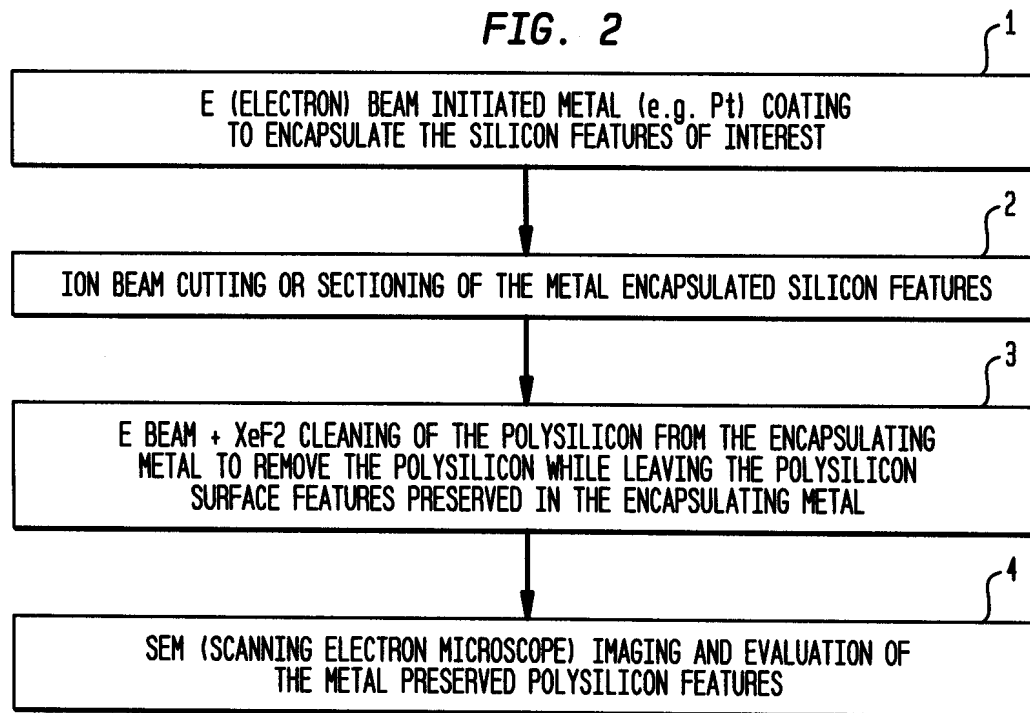 FIG. 2
1
E (ELECTRON) BEAM INITIATED METAL (e.g. Pt) COATING
TO ENCAPSULATE THE SILICON FEATURES OF INTEREST
2
ION BEAM CUTTING OR SECTIONING OF THE METAL ENCAPSULATED SILICON FEATURES
3
E BEAM + XeF2 CLEANING OF THE POLYSILICON FROM THE ENCAPSULATING
METAL TO REMOVE THE POLYSILICON WHILE LEAVING THE POLYSILICON
SURFACE FEATURES PRESERVED IN THE ENCAPSULATING METAL
4
SEM (SCANNING ELECTRON MICROSCOPE) IMAGING AND EVALUATION OF
THE METAL PRESERVED POLYSILICON FEATURES